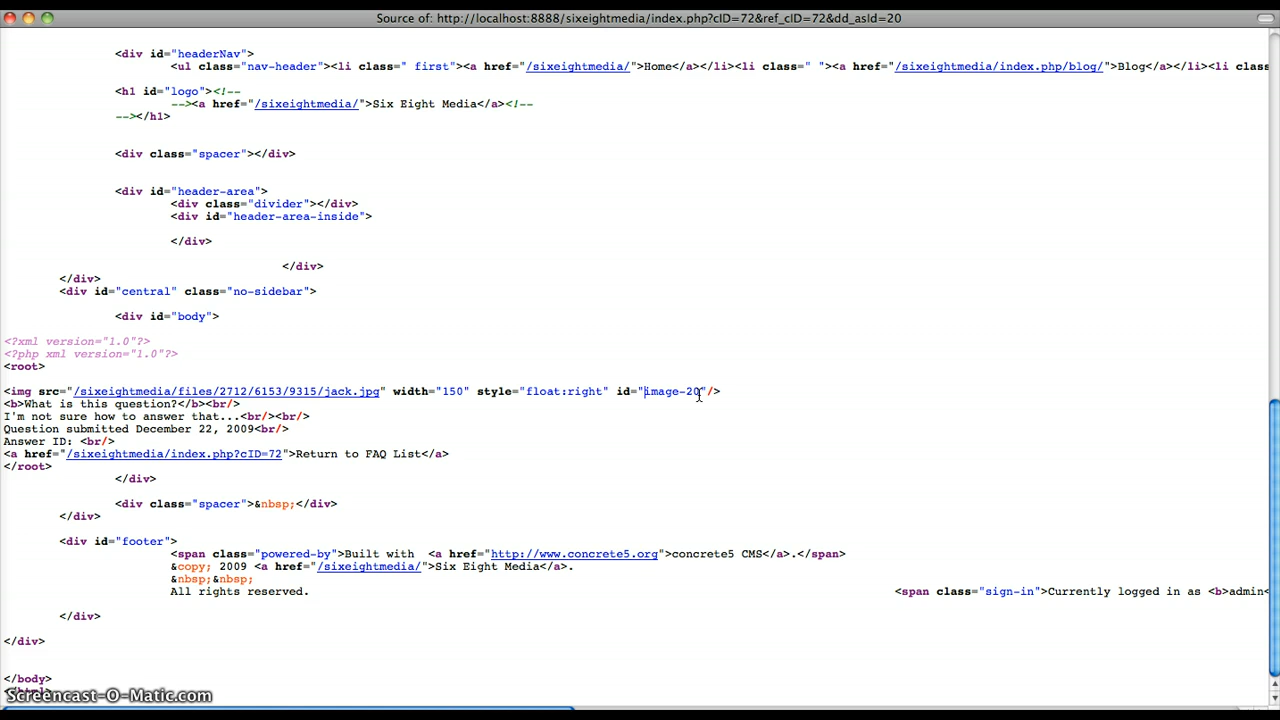 Source of: http://localhost:8888/sixeightmedia/index.php?cID=72&ref_cID=72&dd_asId=20
<div id="headerNav">
<ul class="nav-header"><li class=" first"><a href="/sixeightmedia/">Home</a></li><li class=" "><a href="/sixeightmedia/index.php/blog/">Blog</a></li><li clas
<h1 id="logo"><!--
--><a href="/sixeightmedia/">Six Eight Media</a><!--
--></h1>
<div class="spacer"></div>
<div id="header-area">
<div class="divider"></div>
<div id="header-area-inside">
</div>
</div>
</div>
<div id="central" class="no-sidebar">
<div id="body">
<?xml version="1.0"?>
<?php xml version="1.0"?>
<root>
<img src="/sixeightmedia/files/2712/6153/9315/jack.jpg" width="150" style="float:right" id="image-20"/>
<b>What is this question?</b><br/>
I'm not sure how to answer that...<br/><br/>
Question submitted December 22, 2009<br/>
Answer ID: <br/>
<a href="/sixeightmedia/index.php?cID=72">Return to FAQ List</a>
</root>
</div>
<div class="spacer">&nbsp;</div>
</div>
<div id="footer">
<span class="powered-by">Built with <a href="http://www.concrete5.org">concrete5 CMS</a>.</span>
&copy; 2009 <a href="/sixeightmedia/">Six Eight Media</a>.
&nbsp;&nbsp;
All rights reserved. <span class="sign-in">Currently logged in as <b>admin<
</div>
</div>
</body>
Screencast-O-Matic.com